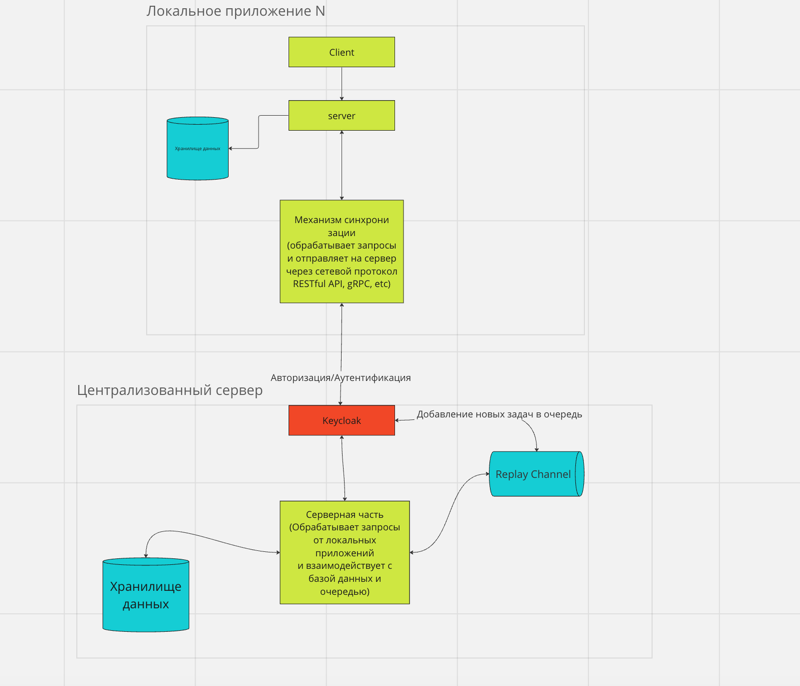 Локальное приложение N
Client
server
Хранилище данных
Механизм синхрони
зации
(обрабатывает запросы
и отправляет на сервер
через сетевой протокол
RESTful API, gRPC, etc)
Авторизация/Аутентификация
Централизованный сервер
Keycloak
Добавление новых задач в очередь
Replay Channel
Серверная часть
(Обрабатывает запросы
от локальных
приложений
и взаимодействует с
базой данных и
очередью)
Хранилище
данных